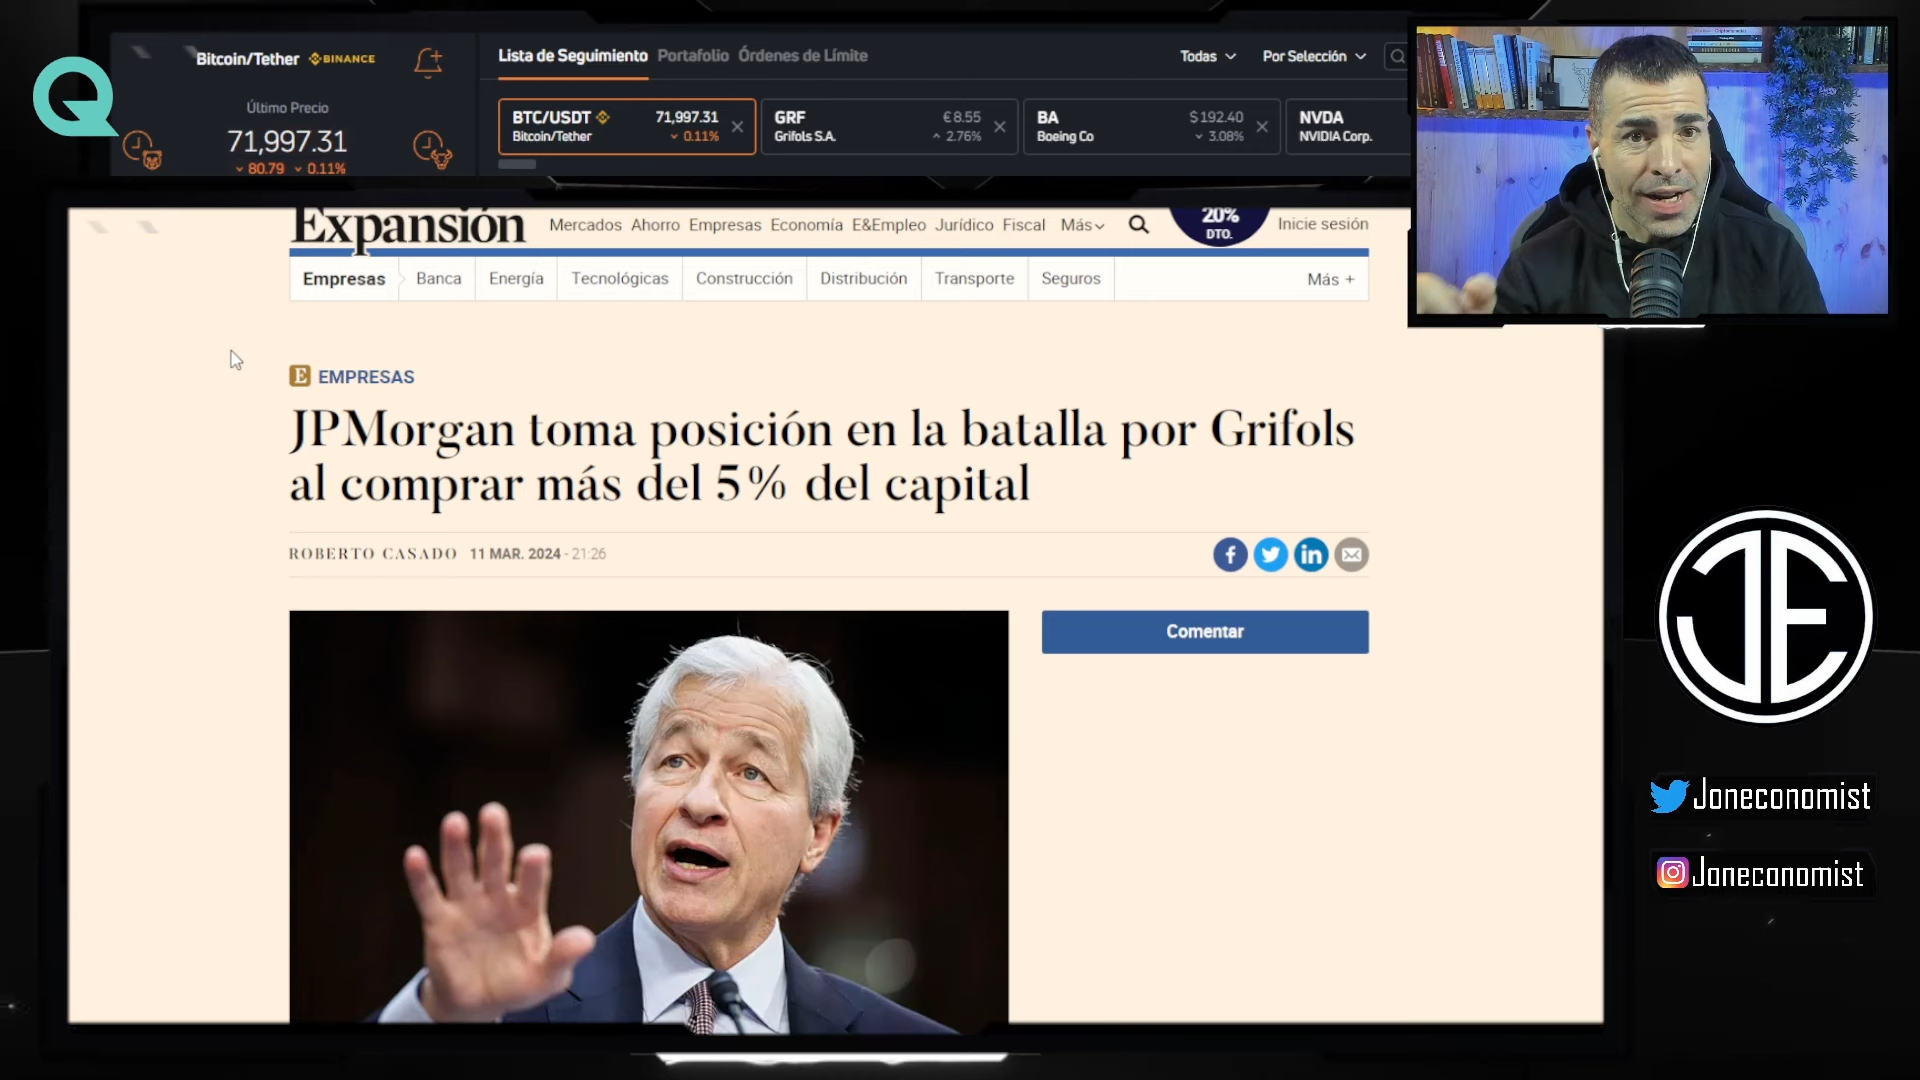 Bitcoin/Tether BINANCE
Último Precio
71,997.31
80.79 0.11%
Lista de Seguimiento Portafolio Órdenes de Límite
Todas Por Selección
BTC/USDT 71,997.31
Bitcoin/Tether 0.11%
GRF €8.55
Grifols S.A. 2.76%
BA $192.40
Boeing Co 3.08%
NVDA
NVIDIA Corp.
Expansión Mercados Ahorro Empresas Economía E&Empleo Jurídico Fiscal Más
20%
DTO.
Inicie sesión
Empresas Banca Energía Tecnológicas Construcción Distribución Transporte Seguros Más +
E EMPRESAS
JPMorgan toma posición en la batalla por Grifols
al comprar más del 5% del capital
ROBERTO CASADO 11 MAR. 2024 - 21:26
Comentar
JE
Joneconomist
Joneconomist